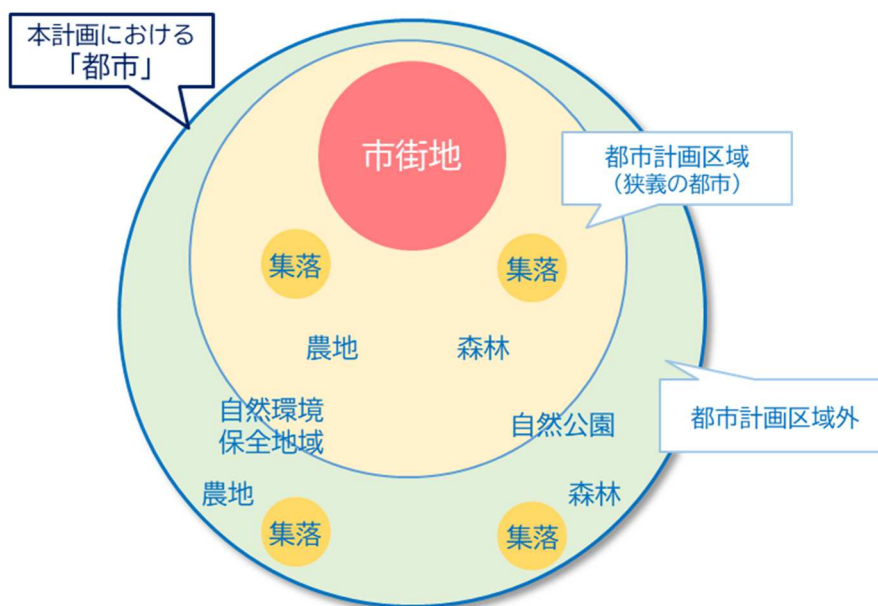 本計画における
「都市」
市街地
都市計画区域
（狭義の都市）
集落
集落
農地
森林
自然環境
保全地域
自然公園
都市計画区域外
農地
森林
集落
集落